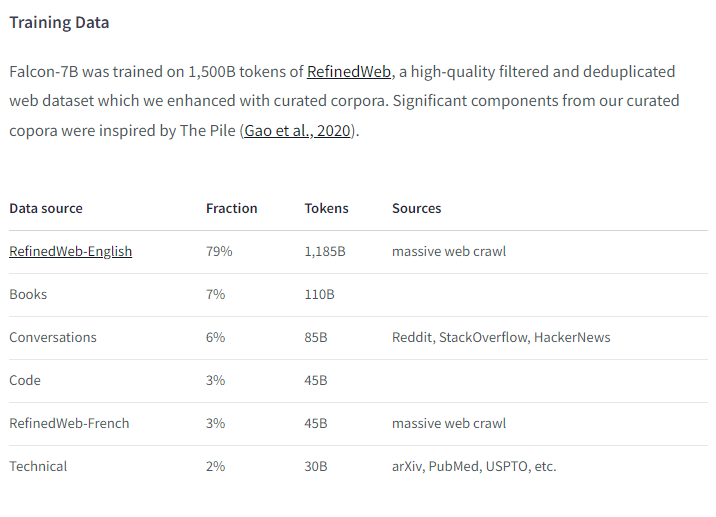 Training Data
Falcon-7B was trained on 1,500B tokens of RefinedWeb, a high-quality filtered and deduplicated
web dataset which we enhanced with curated corpora. Significant components from our curated
copora were inspired by The Pile (Gao et al., 2020).
Data source Fraction Tokens Sources
RefinedWeb-English 79% 1,185B massive web crawl
Books 7% 110B
Conversations 6% 85B Reddit, StackOverflow, HackerNews
Code 3% 45B
RefinedWeb-French 3% 45B massive web crawl
Technical 2% 30B arXiv, PubMed, USPTO, etc.